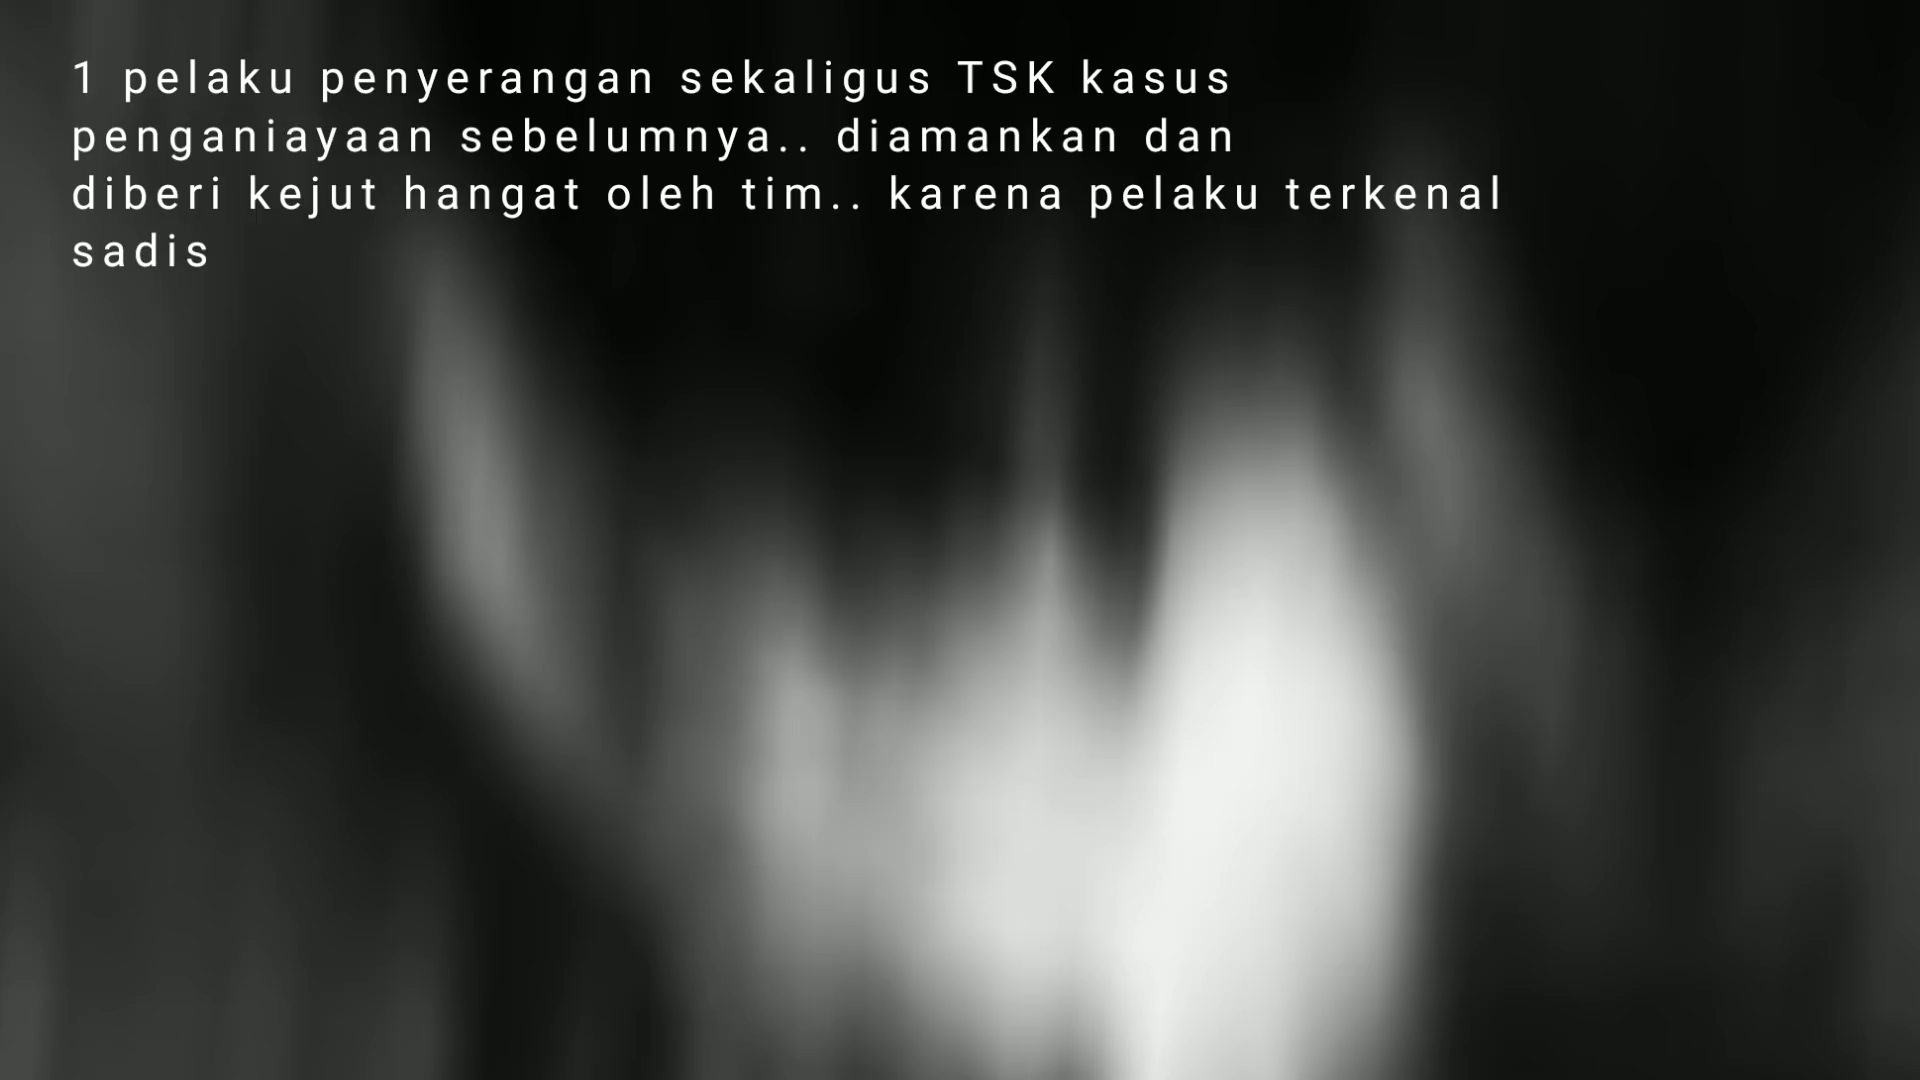 1 pelaku penyerangan sekaligus TSK kasus
penganiayaan sebelumnya.. diamankan dan
diberi kejut hangat oleh tim.. karena pelaku terkenal
sadis